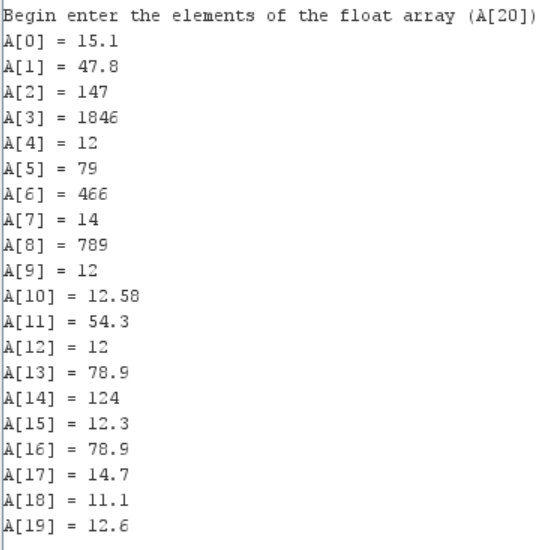 Begin enter the elements of the float array (A[20])
A[0] = 15.1
A[1] = 47.8
A[2] = 147
A[3] = 1846
A[4] = 12
A[5] = 79
A[6] = 466
A[7] = 14
A[8] = 789
A[9] = 12
A[10] = 12.58
A[11] = 54.3
A[12] = 12
A[13] = 78.9
A[14] = 124
A[15] = 12.3
A[16] = 78.9
A[17] = 14.7
A[18] = 11.1
A[19] = 12.6